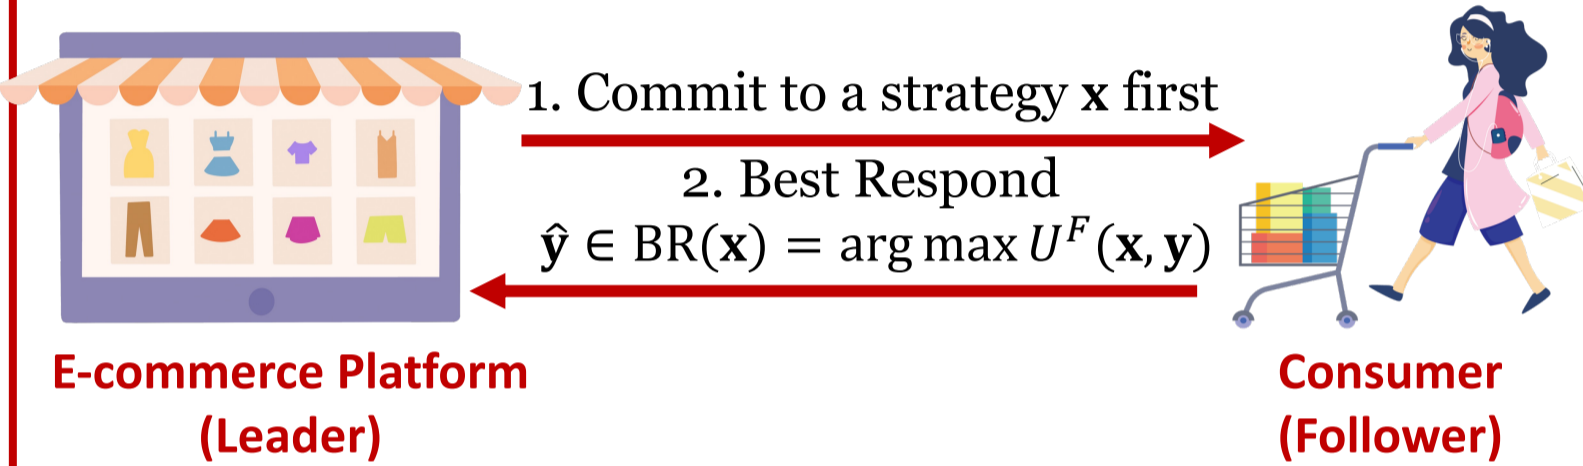 1. Commit to a strategy x first
2. Best Respond
ŷ ∈ BR(x) = arg max U^F(x, y)
E-commerce Platform
(Leader)
Consumer
(Follower)